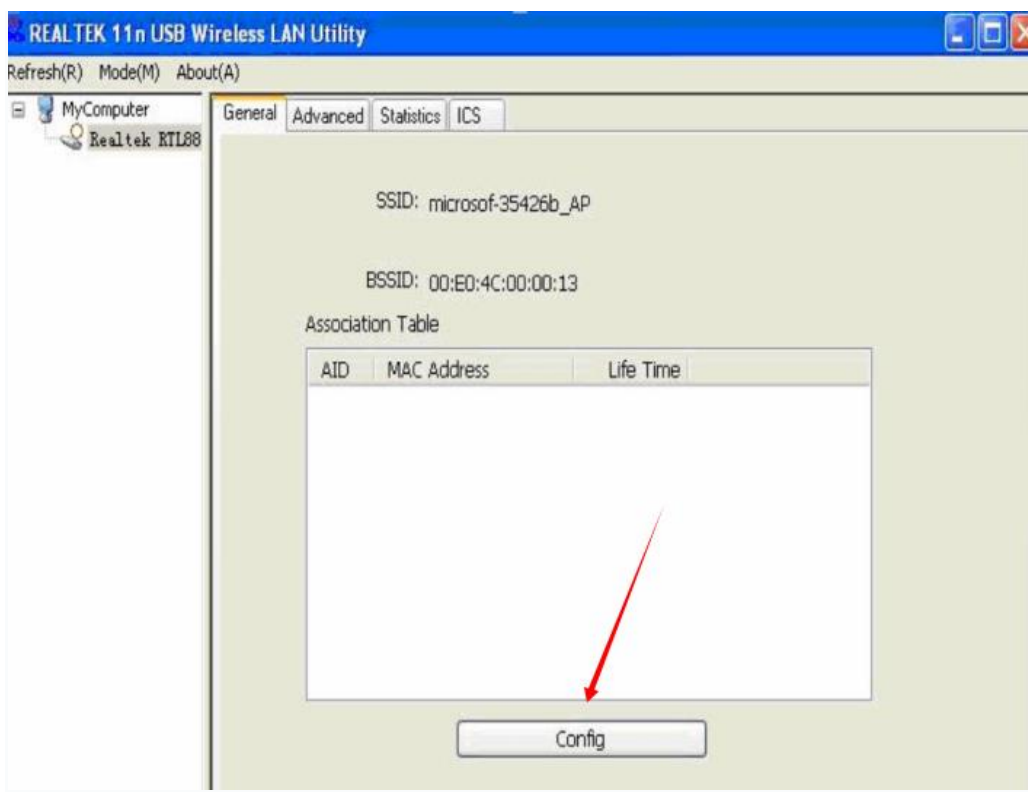 REALTEK 11n USB Wireless LAN Utility
Refresh(R) Mode(M) About(A)
MyComputer
Realtek RTL88
General Advanced Statistics ICS
SSID: microsof-35426b_AP
BSSID: 00:E0:4C:00:00:13
Association Table
AID MAC Address Life Time
Config